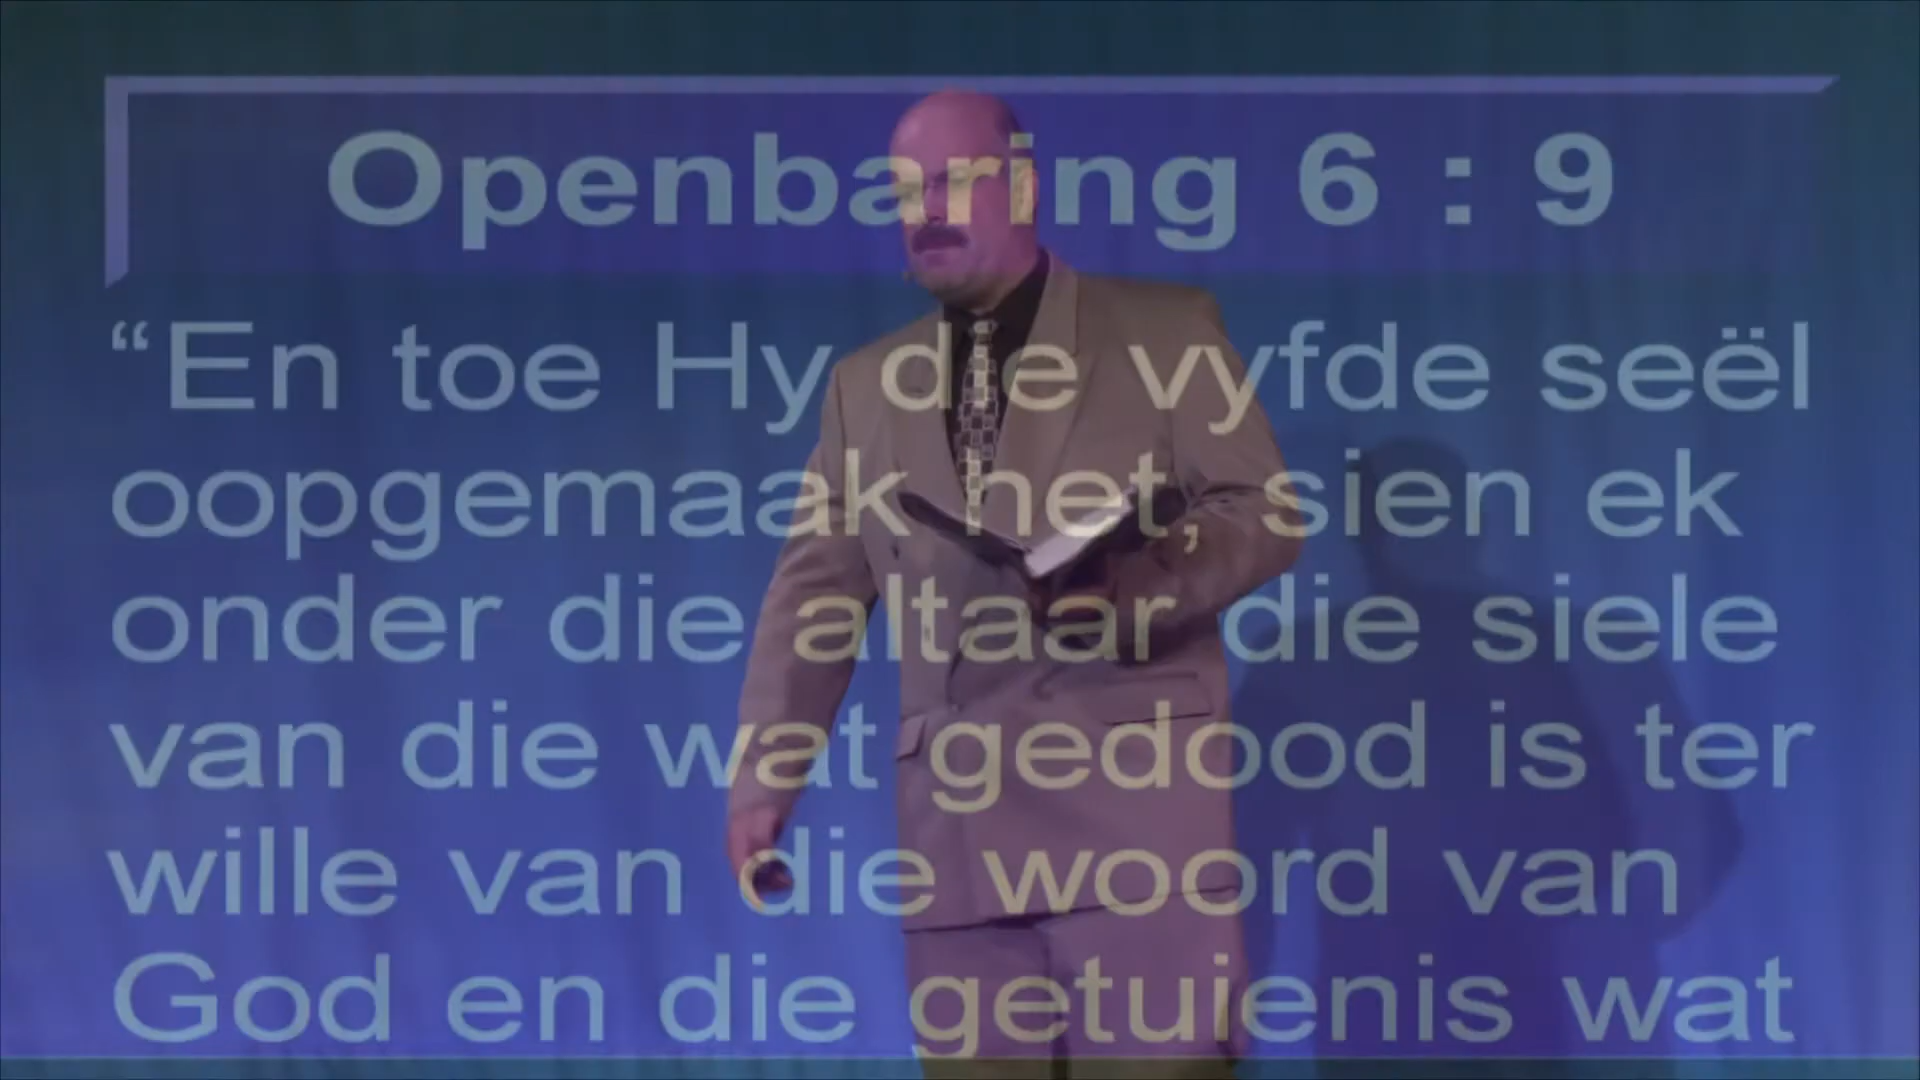 Openbaring 6 : 9
“En toe Hy die vyfde seël
oopgemaak het, sien ek
onder die altaar die siele
van die wat gedood is ter
wille van die woord van
God en die getuienis wat